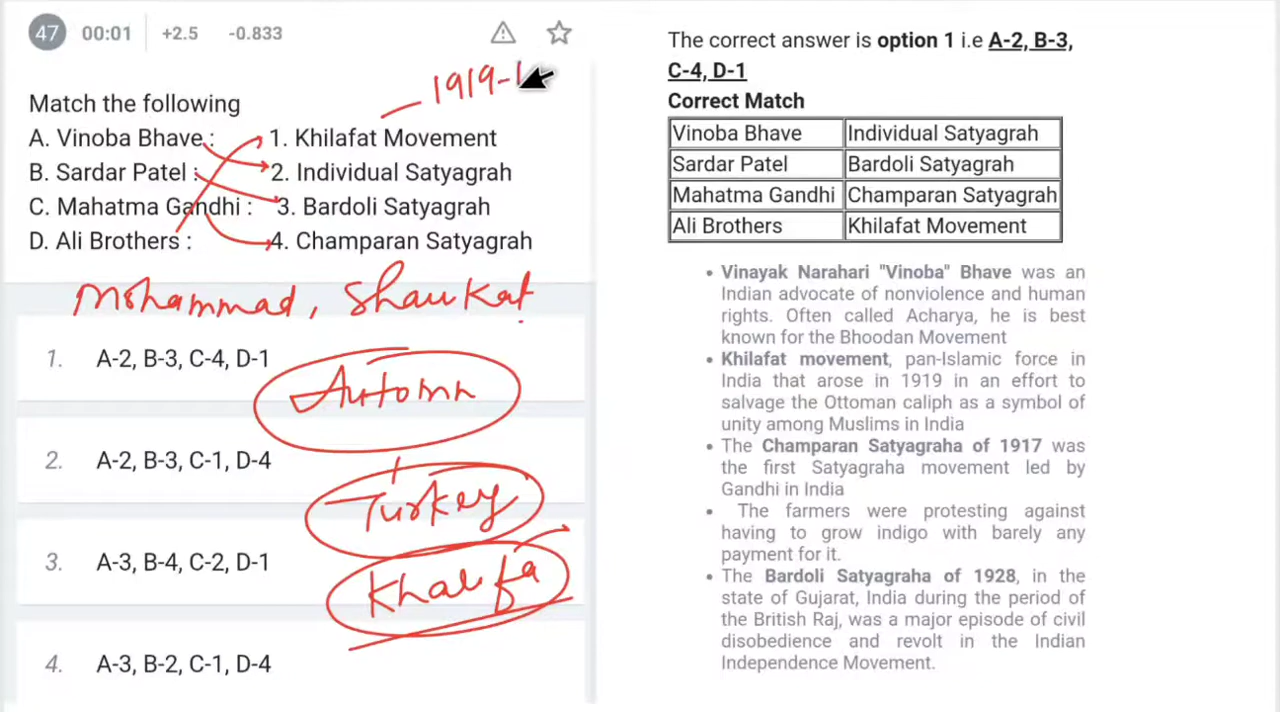 47 00:01 +2.5 -0.833
1919-1
Match the following
A. Vinoba Bhave : 1. Khilafat Movement
B. Sardar Patel : 2. Individual Satyagrah
C. Mahatma Gandhi : 3. Bardoli Satyagrah
D. Ali Brothers : 4. Champaran Satyagrah
Mohammad, Shaukat
1. A-2, B-3, C-4, D-1
Automn
2. A-2, B-3, C-1, D-4
Turkey
3. A-3, B-4, C-2, D-1
Khalifa
4. A-3, B-2, C-1, D-4
The correct answer is option 1 i.e A-2, B-3,
C-4, D-1
Correct Match
Vinoba Bhave Individual Satyagrah
Sardar Patel Bardoli Satyagrah
Mahatma Gandhi Champaran Satyagrah
Ali Brothers Khilafat Movement
• Vinayak Narahari "Vinoba" Bhave was an
Indian advocate of nonviolence and human
rights. Often called Acharya, he is best
known for the Bhoodan Movement
• Khilafat movement, pan-Islamic force in
India that arose in 1919 in an effort to
salvage the Ottoman caliph as a symbol of
unity among Muslims in India
• The Champaran Satyagraha of 1917 was
the first Satyagraha movement led by
Gandhi in India
• The farmers were protesting against
having to grow indigo with barely any
payment for it.
• The Bardoli Satyagraha of 1928, in the
state of Gujarat, India during the period of
the British Raj, was a major episode of civil
disobedience and revolt in the Indian
Independence Movement.